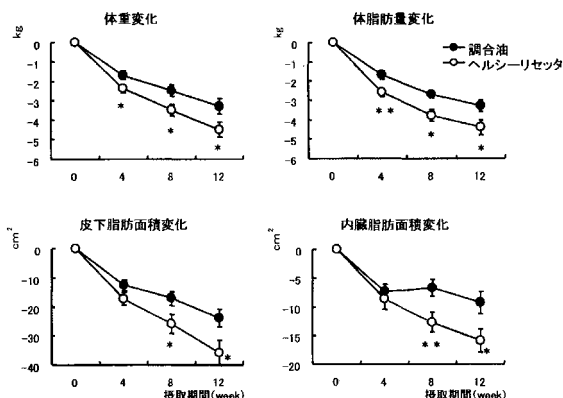 体重変化
kg
0
-1
-2
-3
-4
-5
-6
*
*
*
0 4 8 12
体脂肪量変化
kg
0
-1
-2
-3
-4
-5
-6
調合油
ヘルシーリセッタ
**
*
*
0 4 8 12
皮下脂肪面積変化
cm²
0
-10
-20
-30
-40
*
*
0 4 8 12
摂取期間(week)
内臓脂肪面積変化
cm²
0
-5
-10
-15
-20
**
*
0 4 8 12
摂取期間(week)